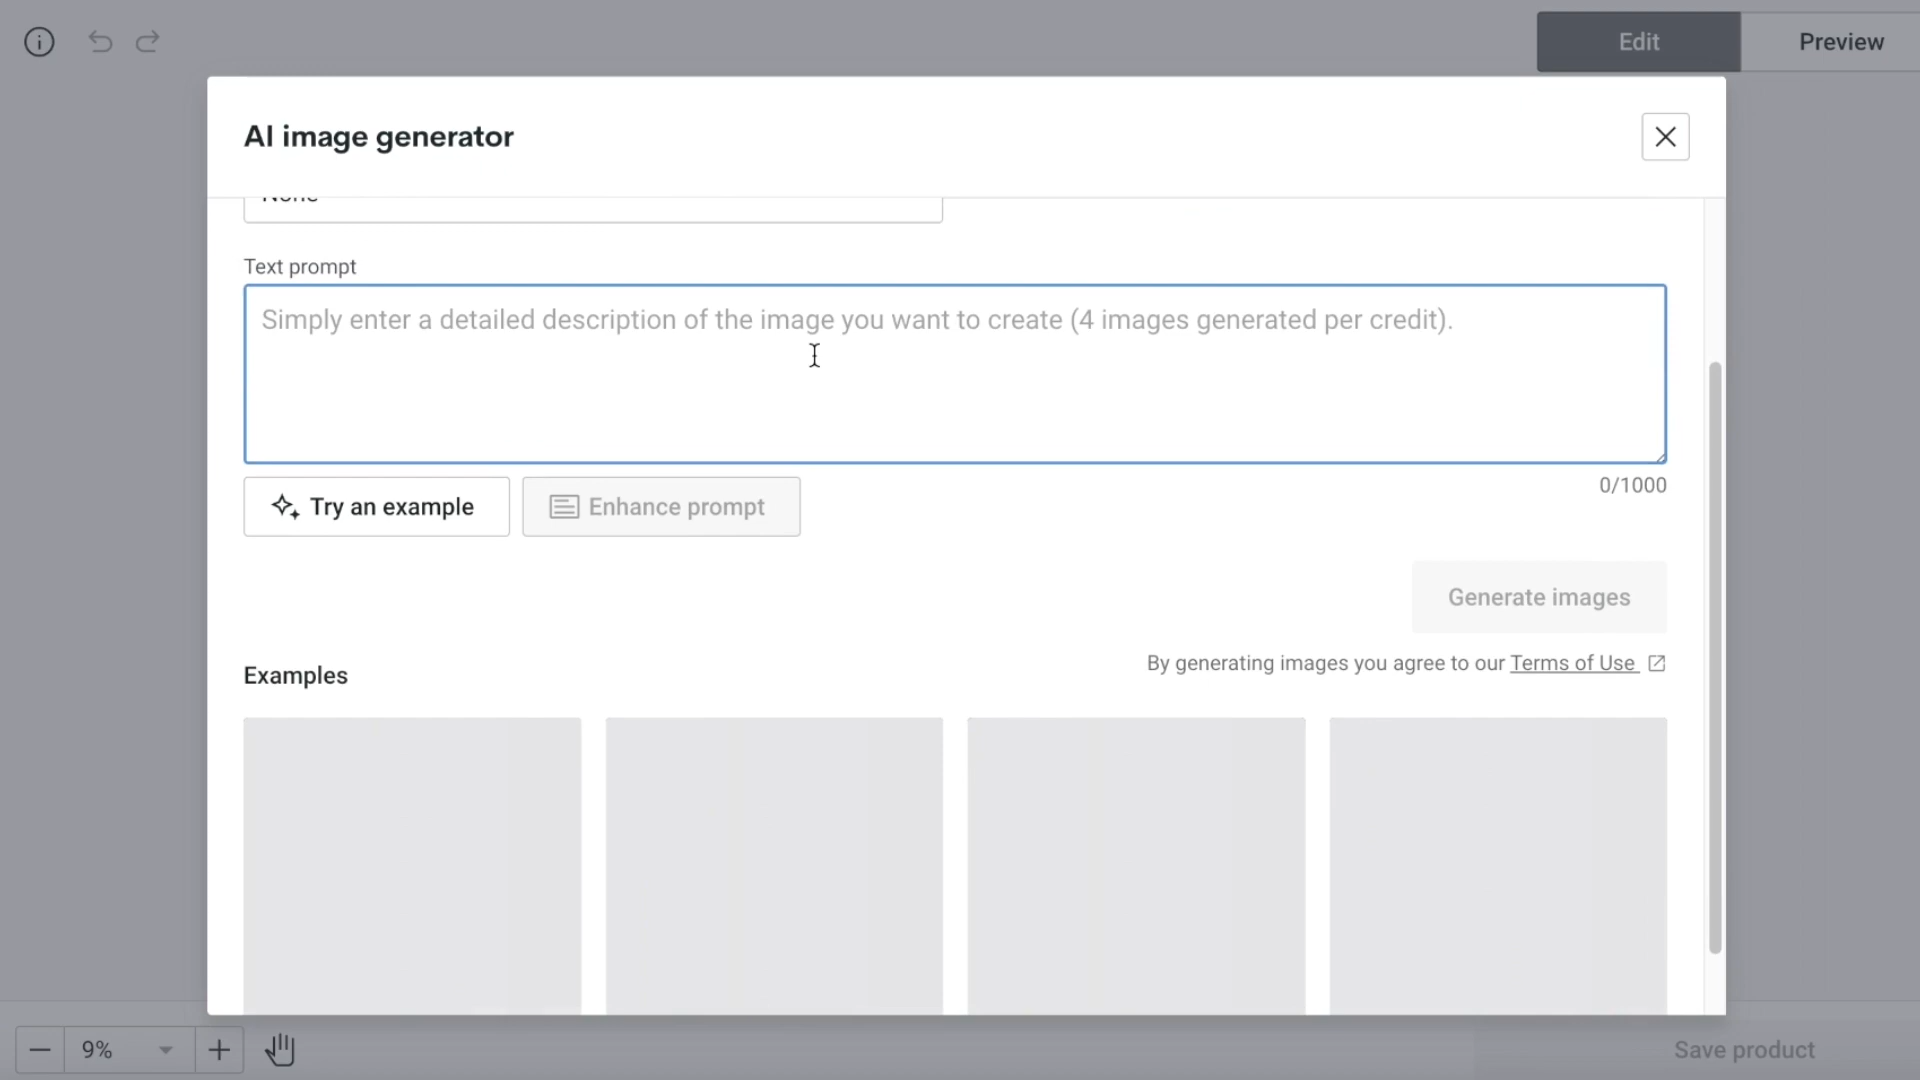 Edit
Preview
AI image generator
None
Text prompt
Simply enter a detailed description of the image you want to create (4 images generated per credit).
0/1000
Try an example
Enhance prompt
Generate images
By generating images you agree to our Terms of Use
Examples
9%
Save product